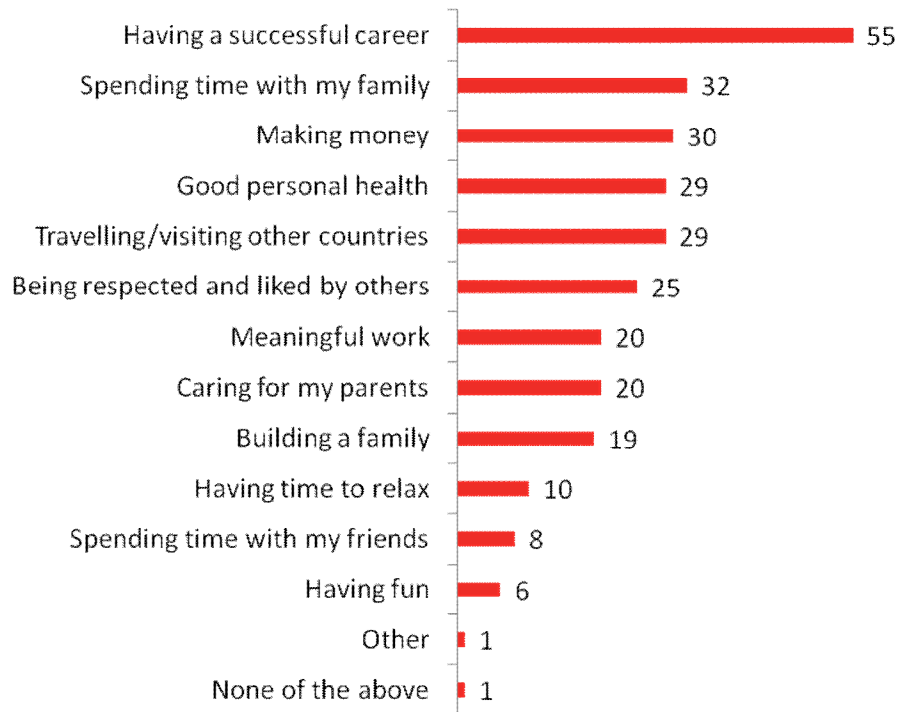 Having a successful career 55
Spending time with my family 32
Making money 30
Good personal health 29
Travelling/visiting other countries 29
Being respected and liked by others 25
Meaningful work 20
Caring for my parents 20
Building a family 19
Having time to relax 10
Spending time with my friends 8
Having fun 6
Other 1
None of the above 1